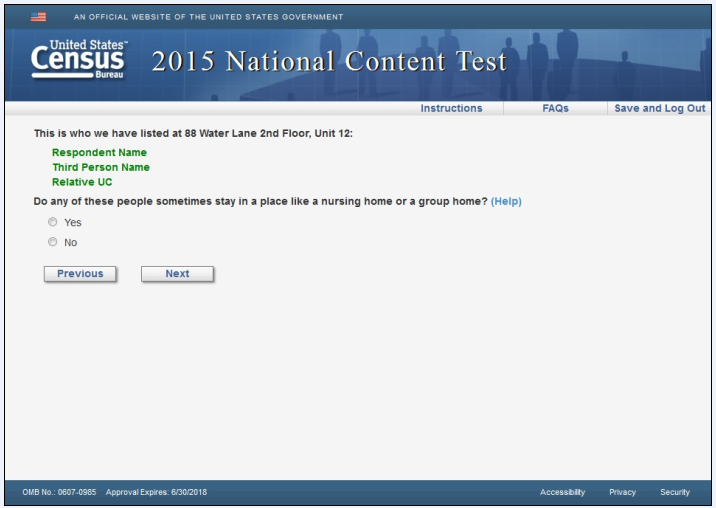 AN OFFICIAL WEBSITE OF THE UNITED STATES GOVERNMENT
United States™
Census
Bureau
2015 National Content Test
Instructions FAQs Save and Log Out
This is who we have listed at 88 Water Lane 2nd Floor, Unit 12:
Respondent Name
Third Person Name
Relative UC
Do any of these people sometimes stay in a place like a nursing home or a group home? (Help)
Yes
No
Previous Next
OMB No.: 0607-0985 Approval Expires: 6/30/2018 Accessibility Privacy Security